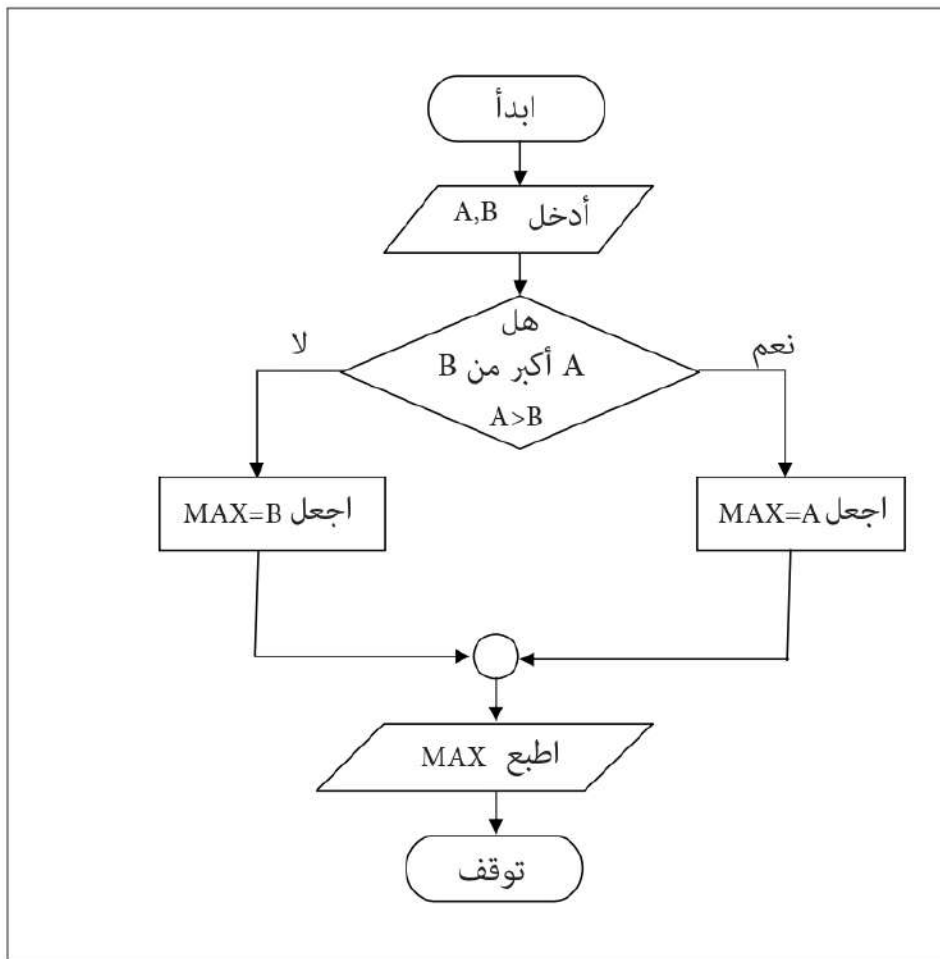 ابدأ
أدخل A,B
هل
A أكبر من B
A>B
نعم
لا
اجعل MAX=A
اجعل MAX=B
اطبع MAX
توقف